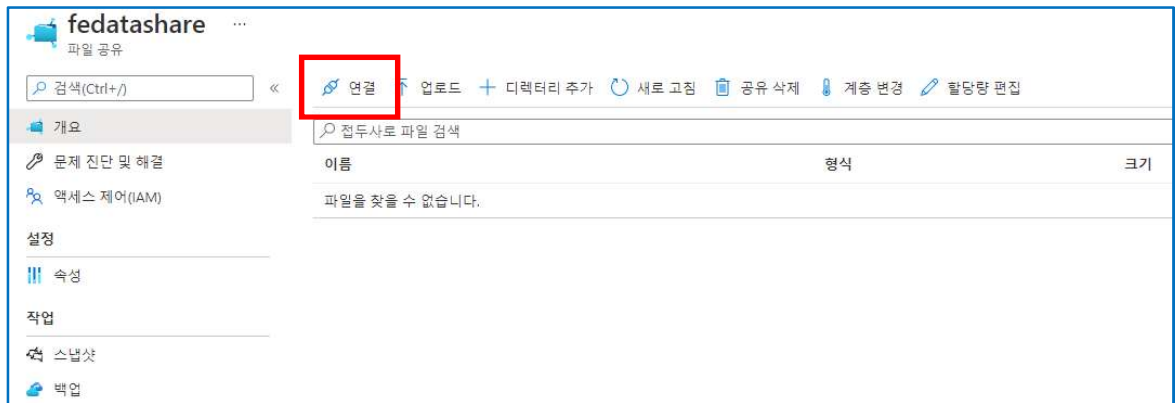 fedatashare ...
파일 공유
검색(Ctrl+/) «
개요
문제 진단 및 해결
액세스 제어(IAM)
설정
속성
작업
스냅샷
백업
연결 업로드 디렉터리 추가 새로 고침 공유 삭제 계층 변경 할당량 편집
접두사로 파일 검색
이름 형식 크기
파일을 찾을 수 없습니다.